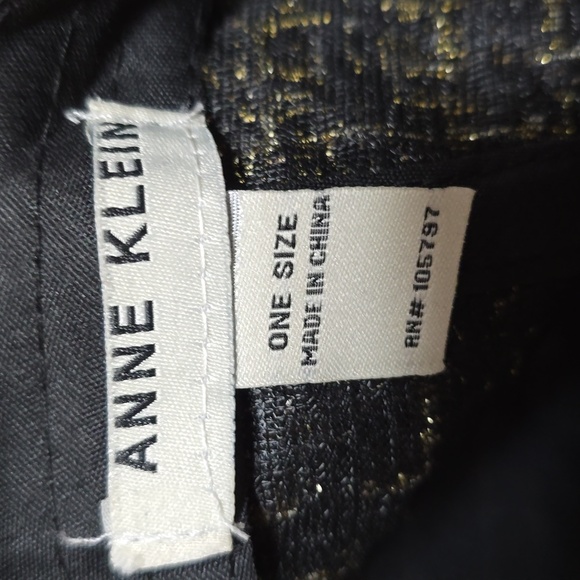 ANNE KLEIN
ONE SIZE
MADE IN CHINA
RN# 105797